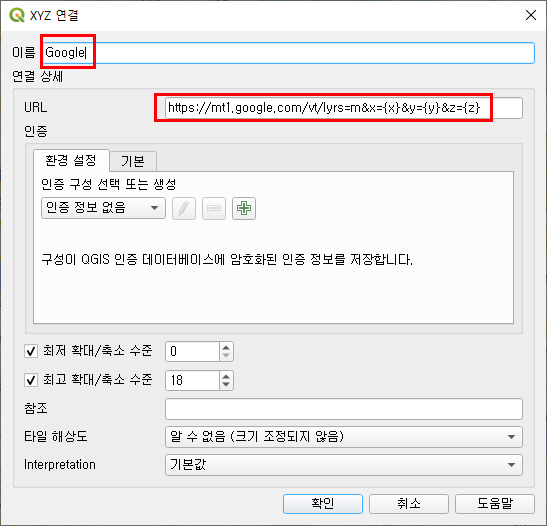 XYZ 연결
이름 Google
연결 상세
URL https://mt1.google.com/vt/lyrs=m&x={x}&y={y}&z={z}
인증
환경 설정 기본
인증 구성 선택 또는 생성
인증 정보 없음
구성이 QGIS 인증 데이터베이스에 암호화된 인증 정보를 저장합니다.
최저 확대/축소 수준 0
최고 확대/축소 수준 18
참조
타일 해상도 알 수 없음 (크기 조정되지 않음)
Interpretation 기본값
확인 취소 도움말